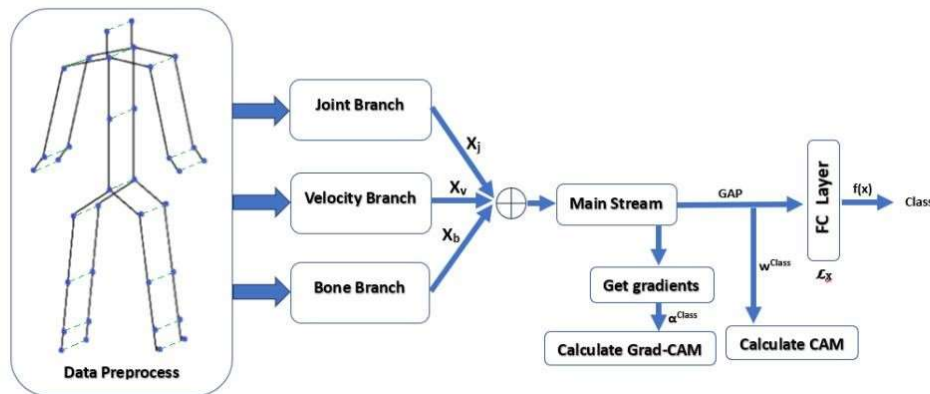 Data Preprocess
Joint Branch
Velocity Branch
Bone Branch
Xj
Xv
Xb
Main Stream
GAP
FC Layer
f(x)
Class
ℒx
Get gradients
αClass
Calculate Grad-CAM
wClass
Calculate CAM